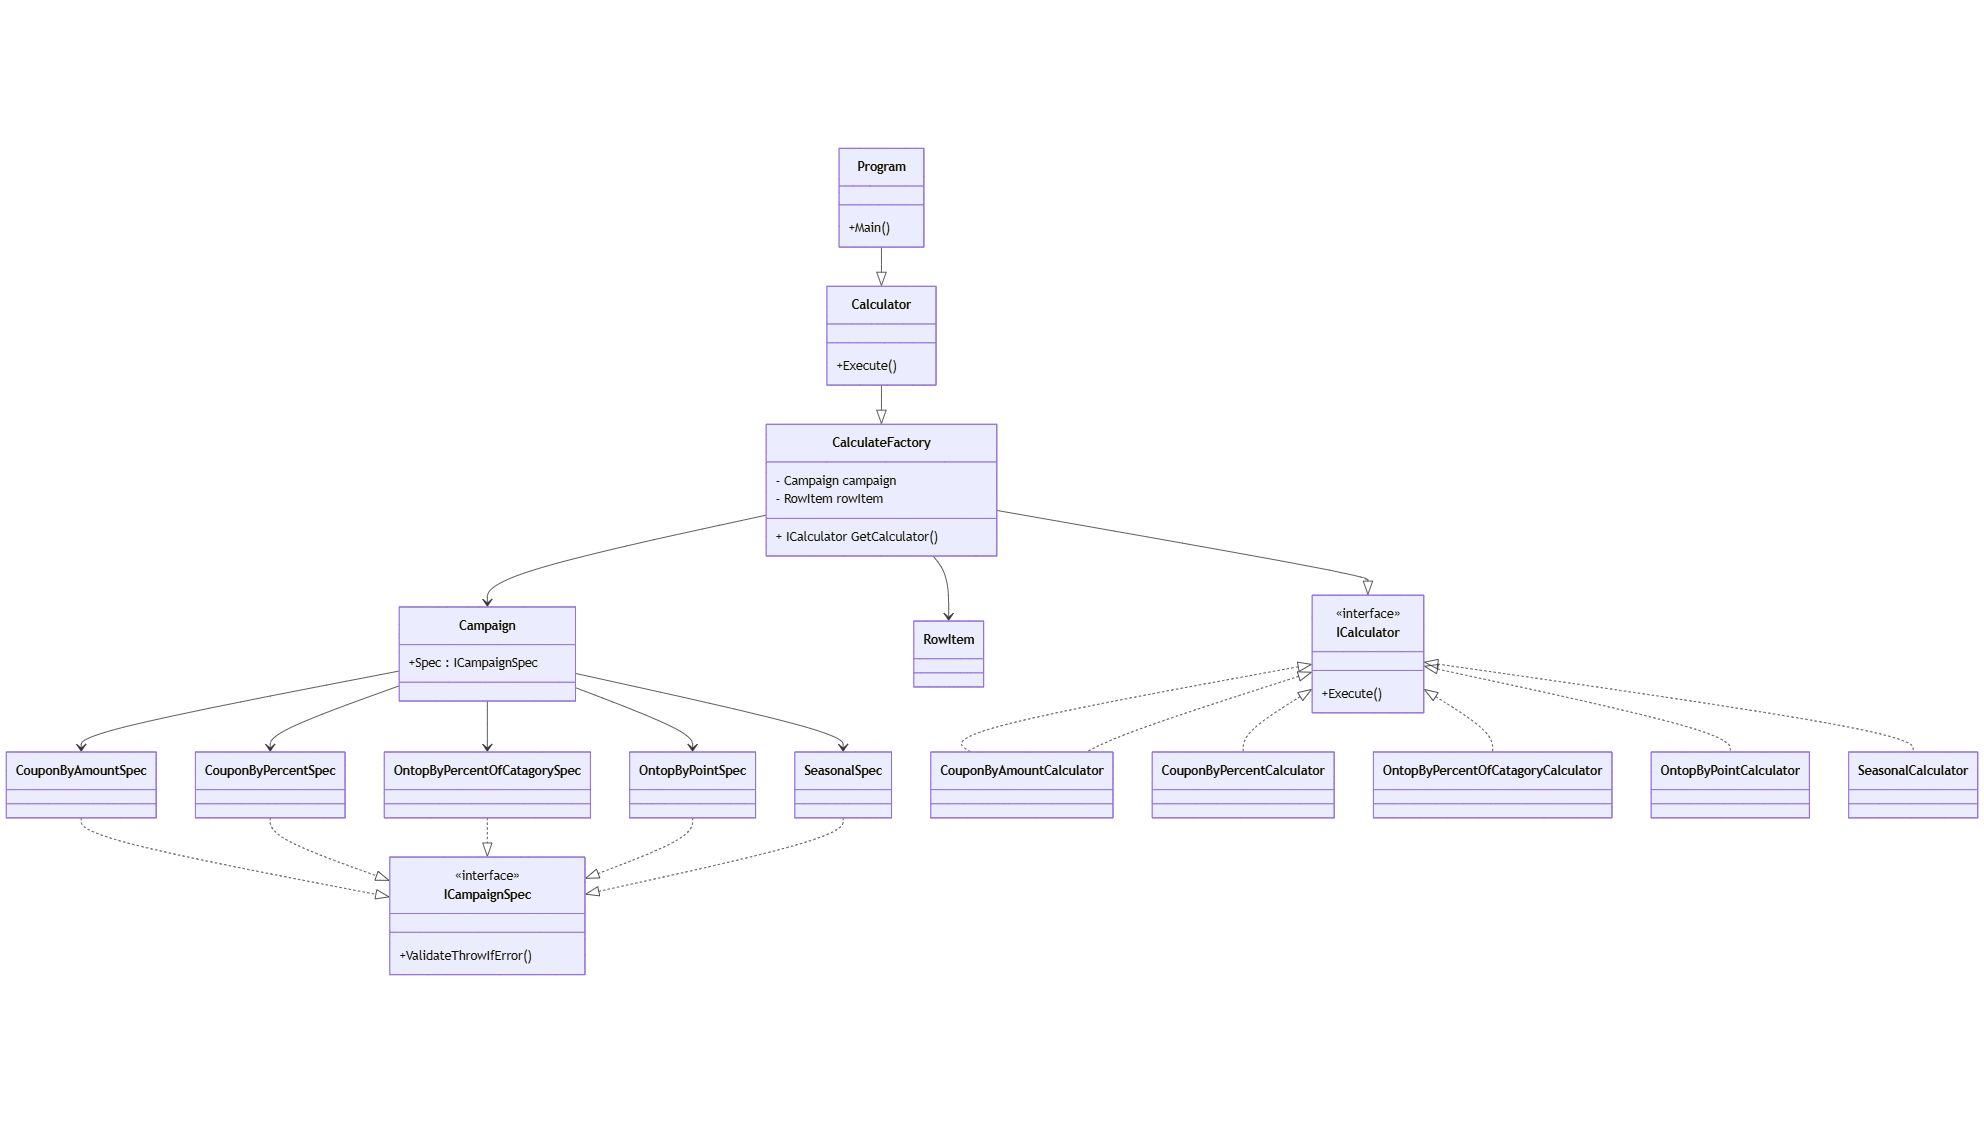 Program
+Main()
Calculator
+Execute()
CalculateFactory
- Campaign campaign
- RowItem rowItem
+ ICalculator GetCalculator()
Campaign
+Spec : ICampaignSpec
RowItem
«interface»
ICalculator
+Execute()
CouponByAmountSpec
CouponByPercentSpec
OntopByPercentOfCatagorySpec
OntopByPointSpec
SeasonalSpec
CouponByAmountCalculator
CouponByPercentCalculator
OntopByPercentOfCatagoryCalculator
OntopByPointCalculator
SeasonalCalculator
«interface»
ICampaignSpec
+ValidateThrowIfError()